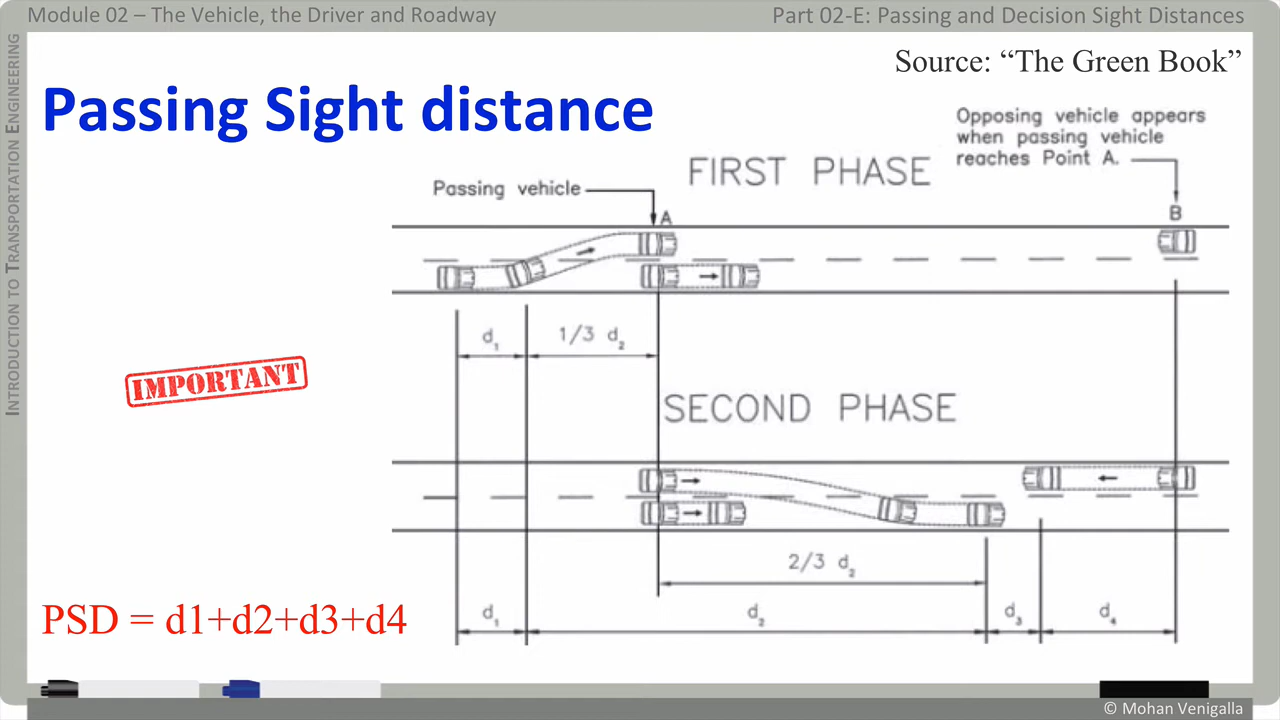 Module 02 – The Vehicle, the Driver and Roadway
Part 02-E: Passing and Decision Sight Distances
INTRODUCTION TO TRANSPORTATION ENGINEERING
Source: “The Green Book”
Passing Sight distance
Opposing vehicle appears
when passing vehicle
reaches Point A.
FIRST PHASE
Passing vehicle
A
B
d1
1/3 d2
IMPORTANT
SECOND PHASE
2/3 d2
PSD = d1+d2+d3+d4
d1
d2
d3
d4
© Mohan Venigalla